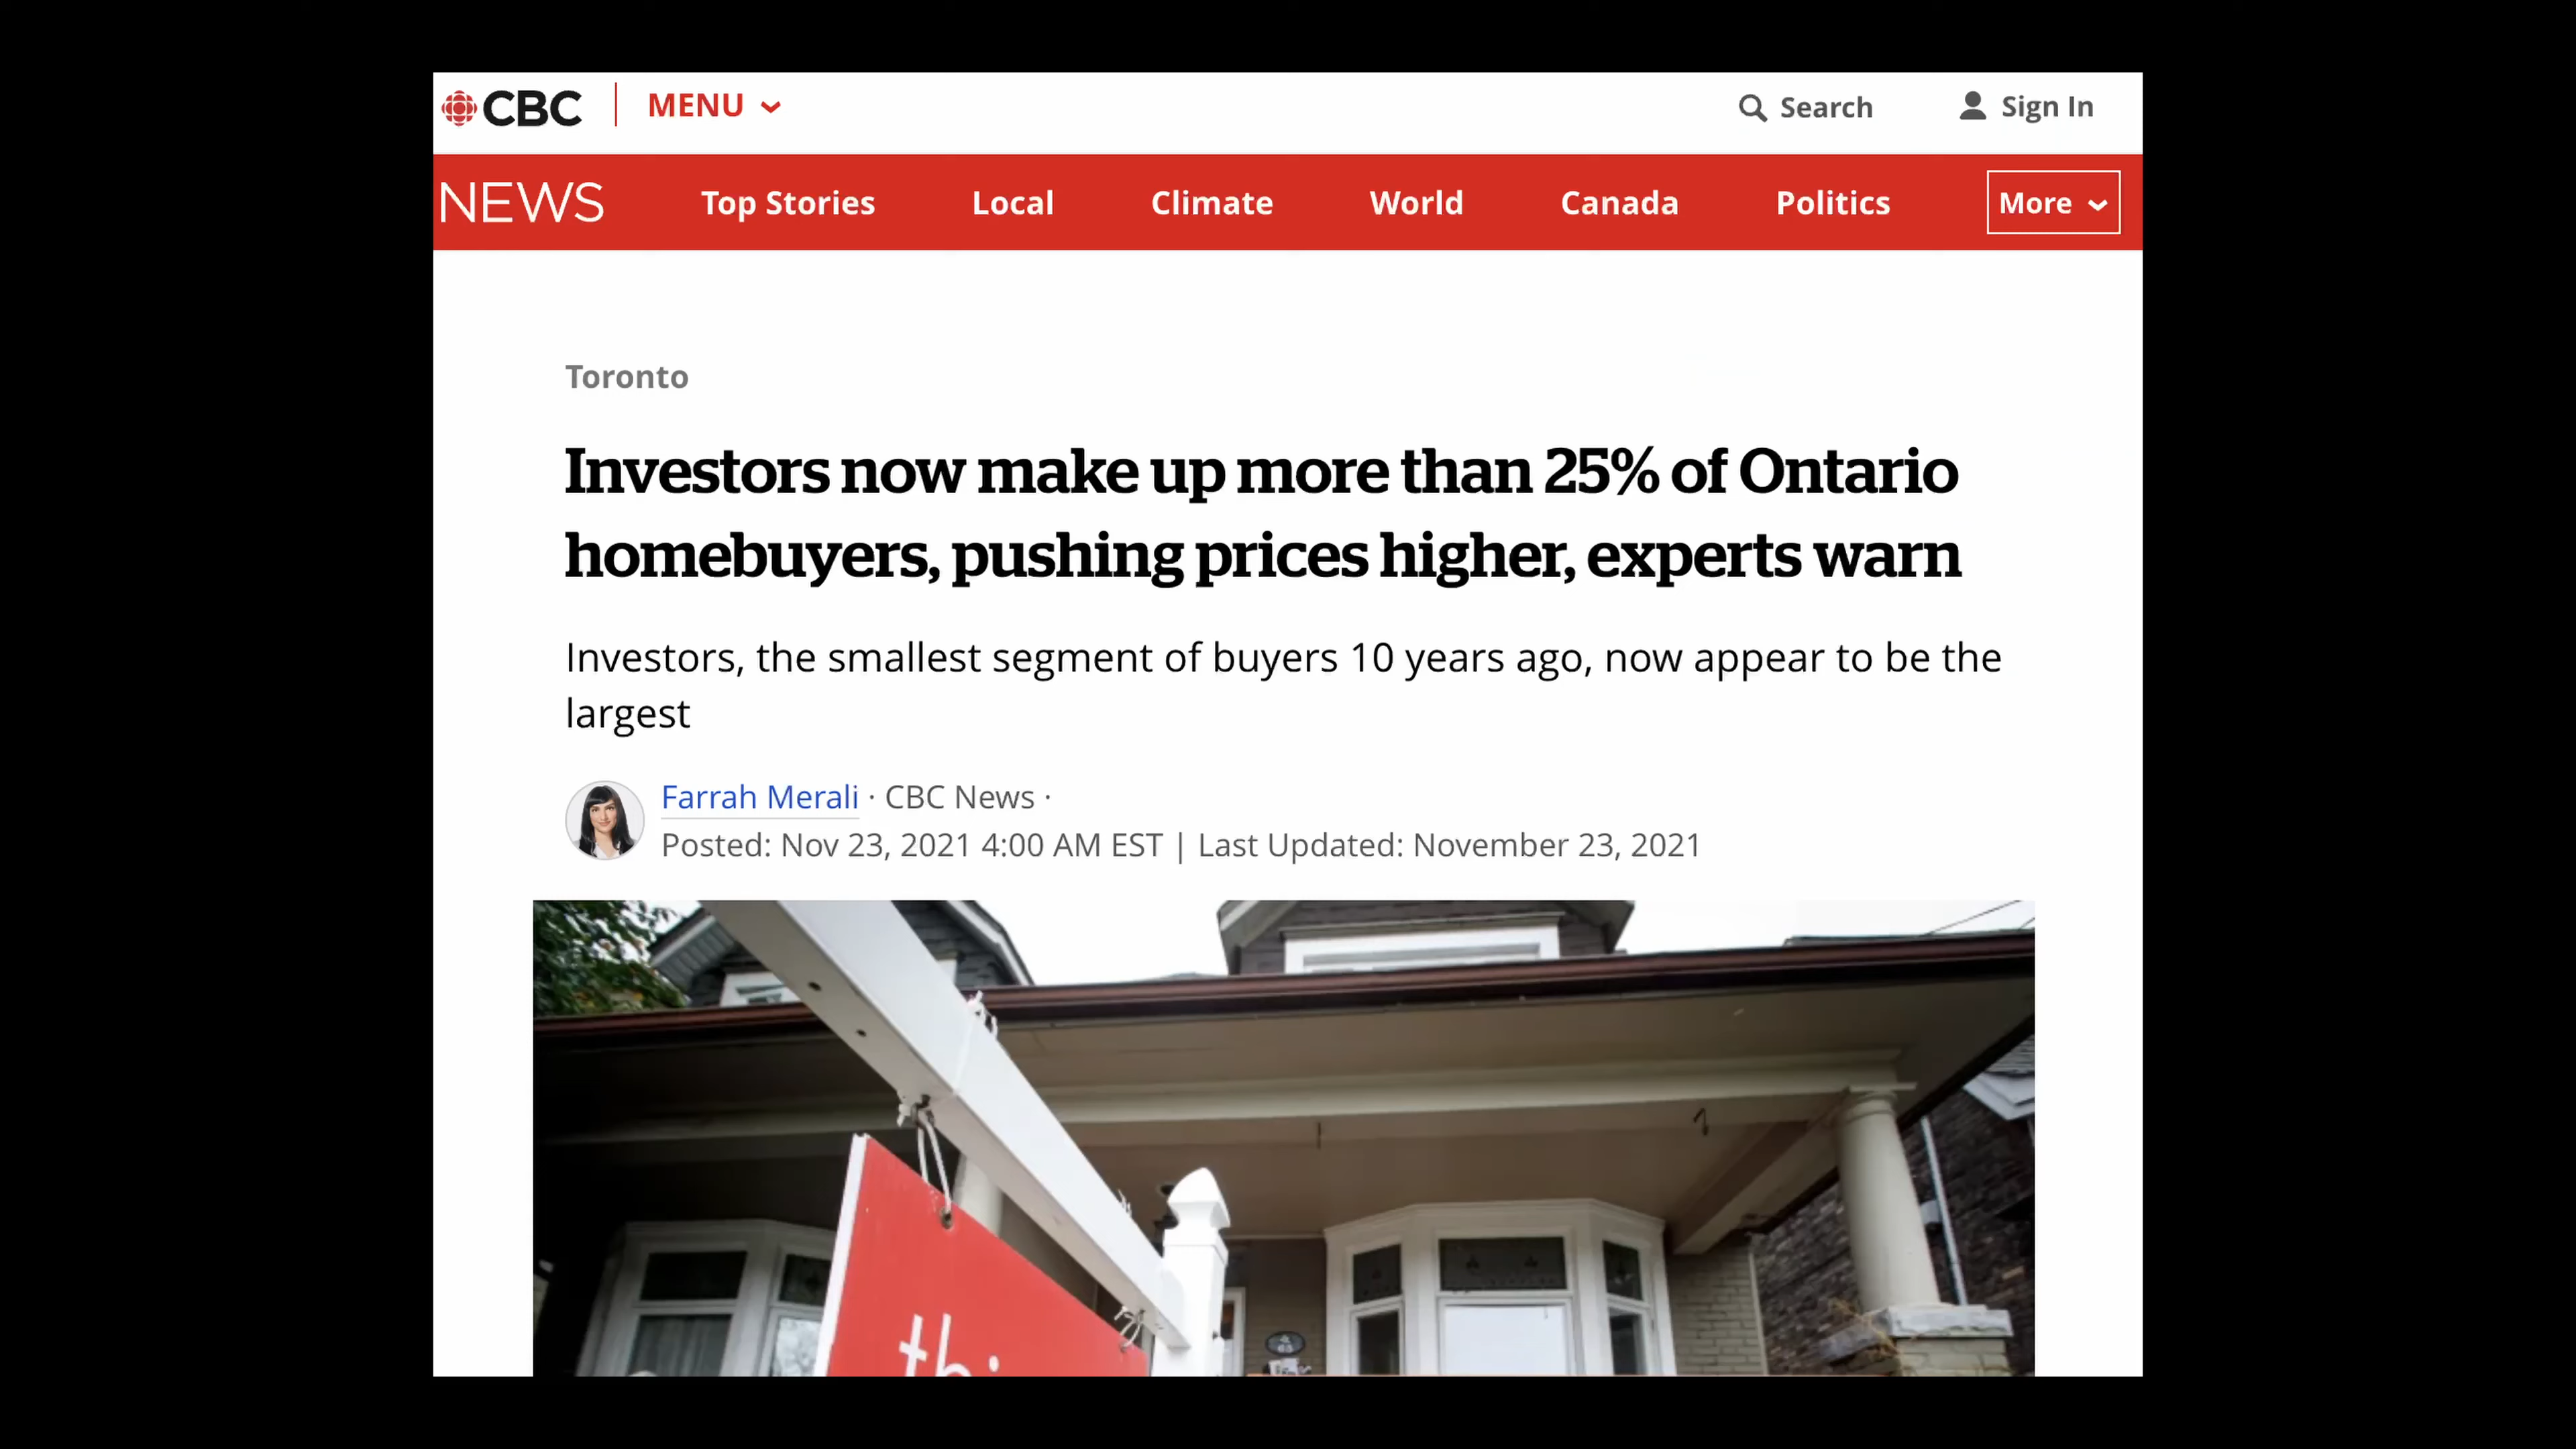 CBC MENU Search Sign In
NEWS Top Stories Local Climate World Canada Politics More
Toronto
Investors now make up more than 25% of Ontario
homebuyers, pushing prices higher, experts warn
Investors, the smallest segment of buyers 10 years ago, now appear to be the
largest
Farrah Merali · CBC News ·
Posted: Nov 23, 2021 4:00 AM EST | Last Updated: November 23, 2021